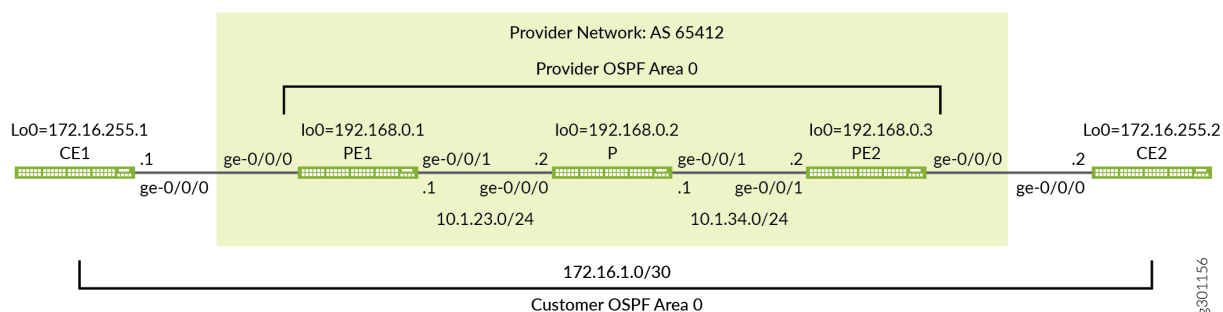 Provider Network: AS 65412
Provider OSPF Area 0
Lo0=172.16.255.1
lo0=192.168.0.1
lo0=192.168.0.2
lo0=192.168.0.3
Lo0=172.16.255.2
CE1
PE1
P
PE2
CE2
.1
ge-0/0/0
ge-0/0/1
.2
ge-0/0/1
.2
ge-0/0/0
.2
ge-0/0/0
.1
ge-0/0/0
.1
ge-0/0/1
ge-0/0/0
10.1.23.0/24
10.1.34.0/24
172.16.1.0/30
Customer OSPF Area 0
g301156